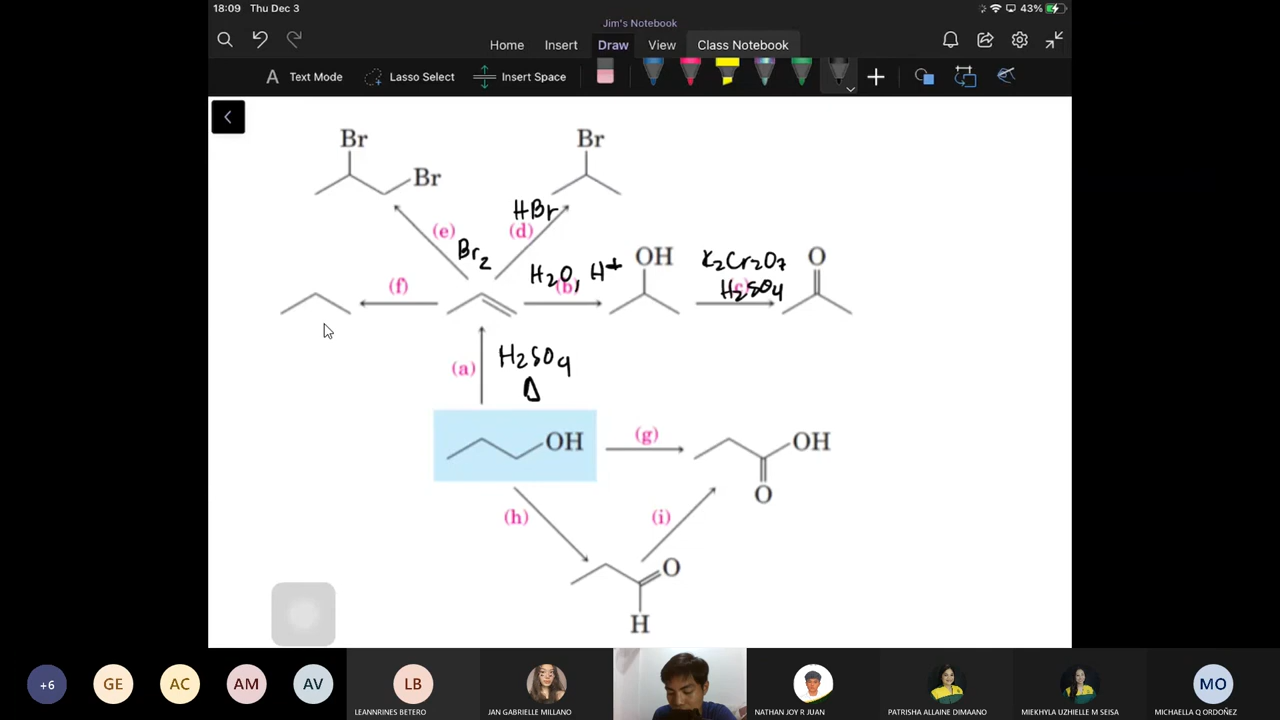 18:09 Thu Dec 3
43%
Jim's Notebook
Home Insert Draw View Class Notebook
A Text Mode Lasso Select Insert Space
Br
Br
Br
HBr
(e)
(d)
Br2
H2O, H+
OH
K2Cr2O7
O
(f)
(b)
H2SO4
(c)
(a)
H2SO4
Δ
OH
(g)
OH
O
(h)
(i)
O
H
+6
GE
AC
AM
AV
LB
MO
LEANNRINES BETERO
JAN GABRIELLE MILLANO
NATHAN JOY R JUAN
PATRISHA ALLAINE DIMAANO
MIEKHYLA UZHIELLE M SEISA
MICHAELLA Q ORDOÑEZ